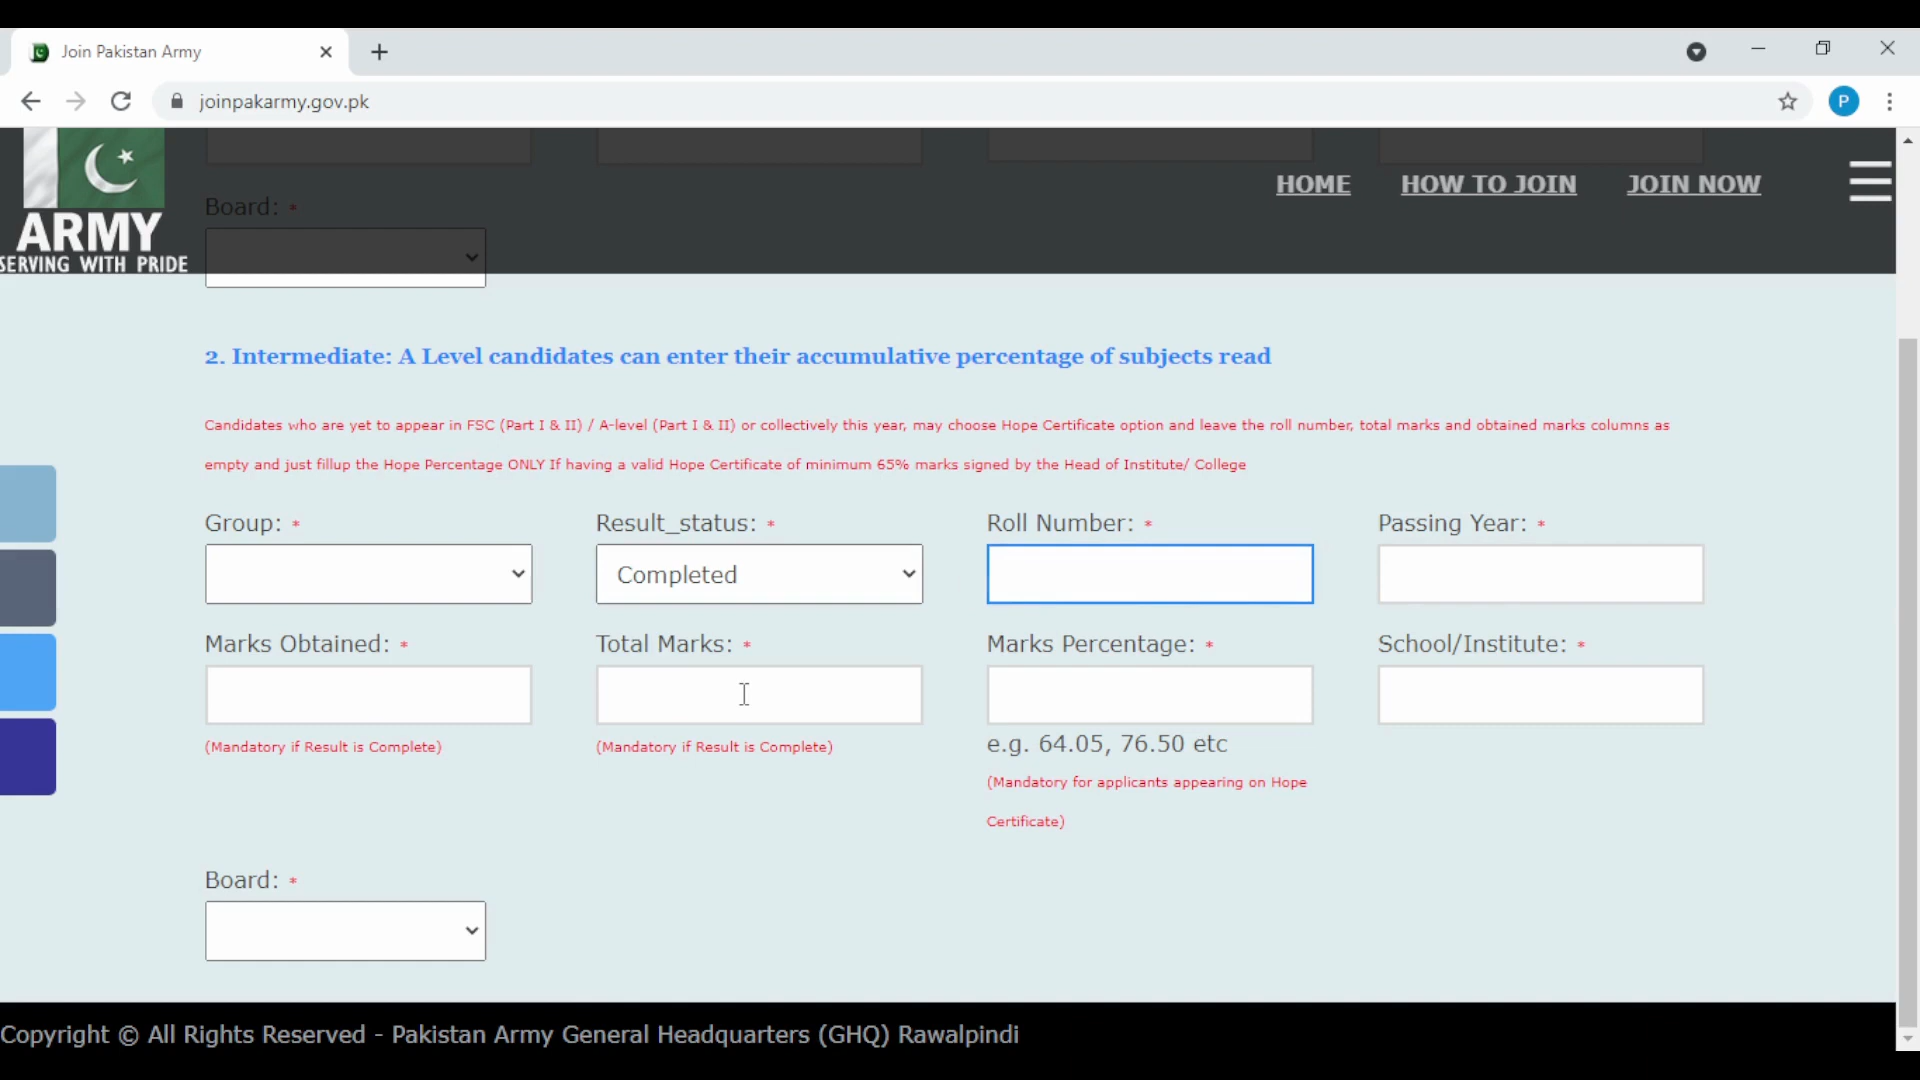 Join Pakistan Army
joinpakarmy.gov.pk
P
HOME HOW TO JOIN JOIN NOW
ARMY
SERVING WITH PRIDE
Board: *
2. Intermediate: A Level candidates can enter their accumulative percentage of subjects read
Candidates who are yet to appear in FSC (Part I & II) / A-level (Part I & II) or collectively this year, may choose Hope Certificate option and leave the roll number, total marks and obtained marks columns as
empty and just fillup the Hope Percentage ONLY If having a valid Hope Certificate of minimum 65% marks signed by the Head of Institute/ College
Group: * Result_status: * Roll Number: * Passing Year: *
Completed
Marks Obtained: * Total Marks: * Marks Percentage: * School/Institute: *
(Mandatory if Result is Complete) (Mandatory if Result is Complete) e.g. 64.05, 76.50 etc
(Mandatory for applicants appearing on Hope
Certificate)
Board: *
Copyright © All Rights Reserved - Pakistan Army General Headquarters (GHQ) Rawalpindi